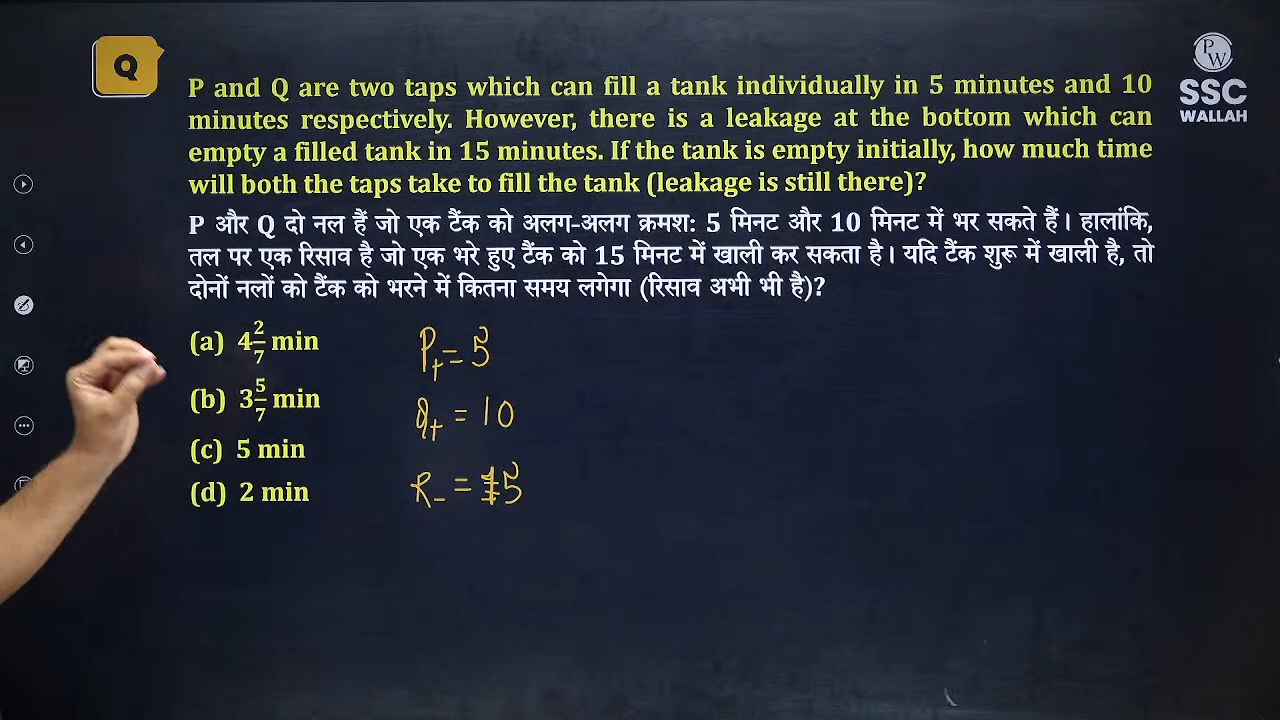 Q
PW
SSC
WALLAH
P and Q are two taps which can fill a tank individually in 5 minutes and 10
minutes respectively. However, there is a leakage at the bottom which can
empty a filled tank in 15 minutes. If the tank is empty initially, how much time
will both the taps take to fill the tank (leakage is still there)?
P और Q दो नल हैं जो एक टैंक को अलग-अलग क्रमश: 5 मिनट और 10 मिनट में भर सकते हैं। हालांकि,
तल पर एक रिसाव है जो एक भरे हुए टैंक को 15 मिनट में खाली कर सकता है। यदि टैंक शुरू में खाली है, तो
दोनों नलों को टैंक को भरने में कितना समय लगेगा (रिसाव अभी भी है)?
(a) 4 2/7 min
(b) 3 5/7 min
(c) 5 min
(d) 2 min
P+ = 5
Q+ = 10
R- = 15